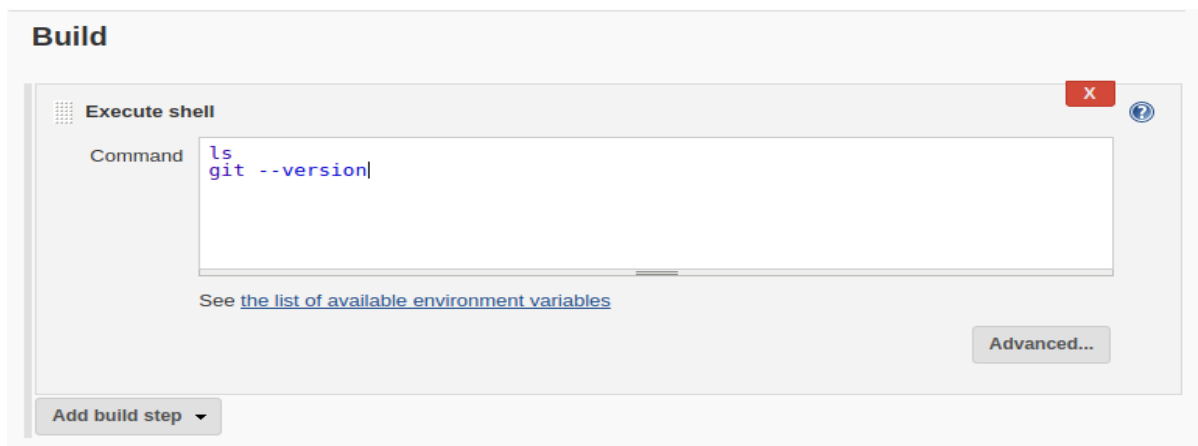 Build
X
Execute shell
Command
ls
git --version
See the list of available environment variables
Advanced...
Add build step